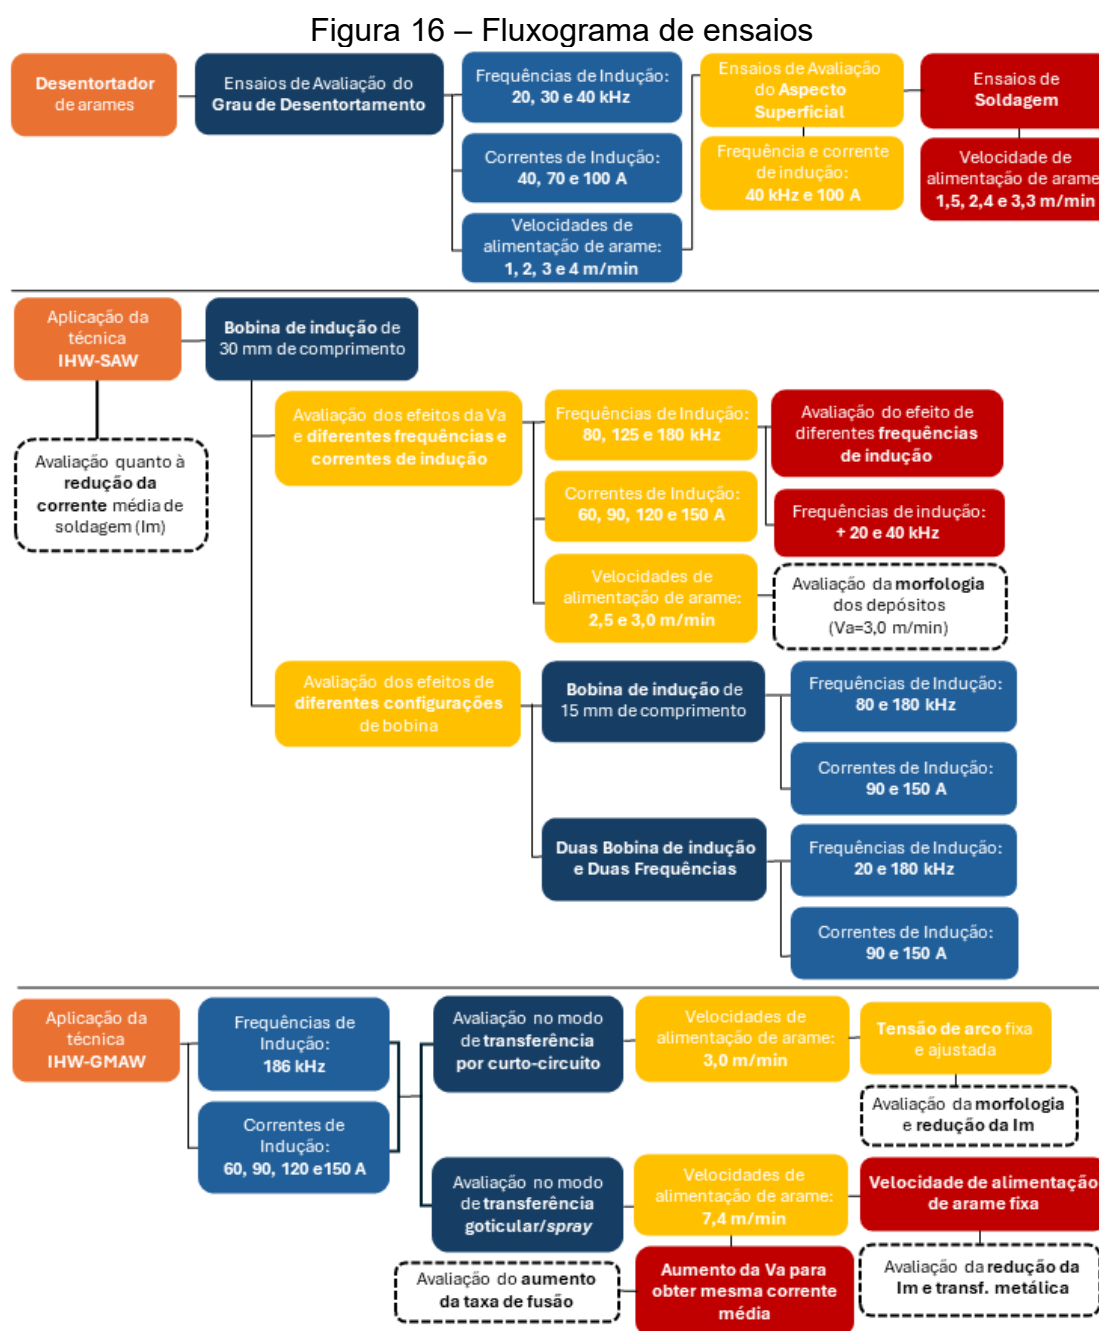 Figura 16 – Fluxograma de ensaios
Desentortador
de arames
Ensaios de Avaliação do
Grau de Desentortamento
Frequências de Indução:
20, 30 e 40 kHz
Correntes de Indução:
40, 70 e 100 A
Velocidades de
alimentação de arame:
1, 2, 3 e 4 m/min
Ensaios de Avaliação
do Aspecto
Superficial
Frequência e corrente
de indução:
40 kHz e 100 A
Ensaios de
Soldagem
Velocidade de
alimentação de arame:
1,5, 2,4 e 3,3 m/min
Aplicação da
técnica
IHW-SAW
Avaliação quanto à
redução da
corrente média de
soldagem (Im)
Bobina de indução de
30 mm de comprimento
Avaliação dos efeitos da Va
e diferentes frequências e
correntes de indução
Frequências de Indução:
80, 125 e 180 kHz
Correntes de Indução:
60, 90, 120 e 150 A
Velocidades de
alimentação de arame:
2,5 e 3,0 m/min
Avaliação do efeito de
diferentes frequências
de indução
Frequências de indução:
+ 20 e 40 kHz
Avaliação da morfologia
dos depósitos
(Va=3,0 m/min)
Avaliação dos efeitos de
diferentes configurações
de bobina
Bobina de indução de
15 mm de comprimento
Frequências de Indução:
80 e 180 kHz
Correntes de Indução:
90 e 150 A
Duas Bobina de indução
e Duas Frequências
Frequências de Indução:
20 e 180 kHz
Correntes de Indução:
90 e 150 A
Aplicação da
técnica
IHW-GMAW
Frequências de
Indução:
186 kHz
Correntes de
Indução:
60, 90, 120 e150 A
Avaliação no modo
de transferência
por curto-circuito
Velocidades de
alimentação de arame:
3,0 m/min
Tensão de arco fixa
e ajustada
Avaliação da morfologia
e redução da Im
Avaliação no modo
de transferência
goticular/spray
Velocidades de
alimentação de arame:
7,4 m/min
Velocidade de alimentação
de arame fixa
Avaliação da redução da
Im e transf. metálica
Avaliação do aumento
da taxa de fusão
Aumento da Va para
obter mesma corrente
média